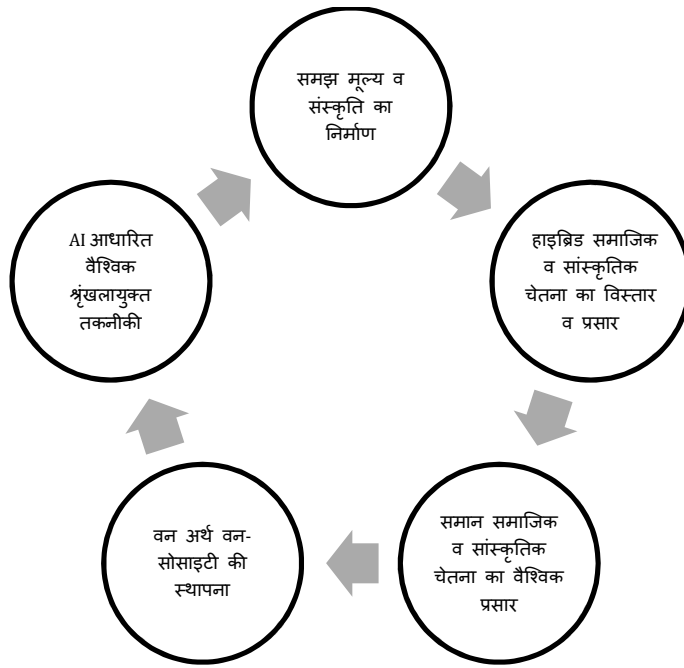 समझ मूल्य व
संस्कृति का
निर्माण
हाइब्रिड समाजिक
व सांस्कृतिक
चेतना का विस्तार
व प्रसार
समान समाजिक
व सांस्कृतिक
चेतना का वैश्विक
प्रसार
वन अर्थ वन-
सोसाइटी की
स्थापना
AI आधारित
वैश्विक
श्रृंखलायुक्त
तकनीकी